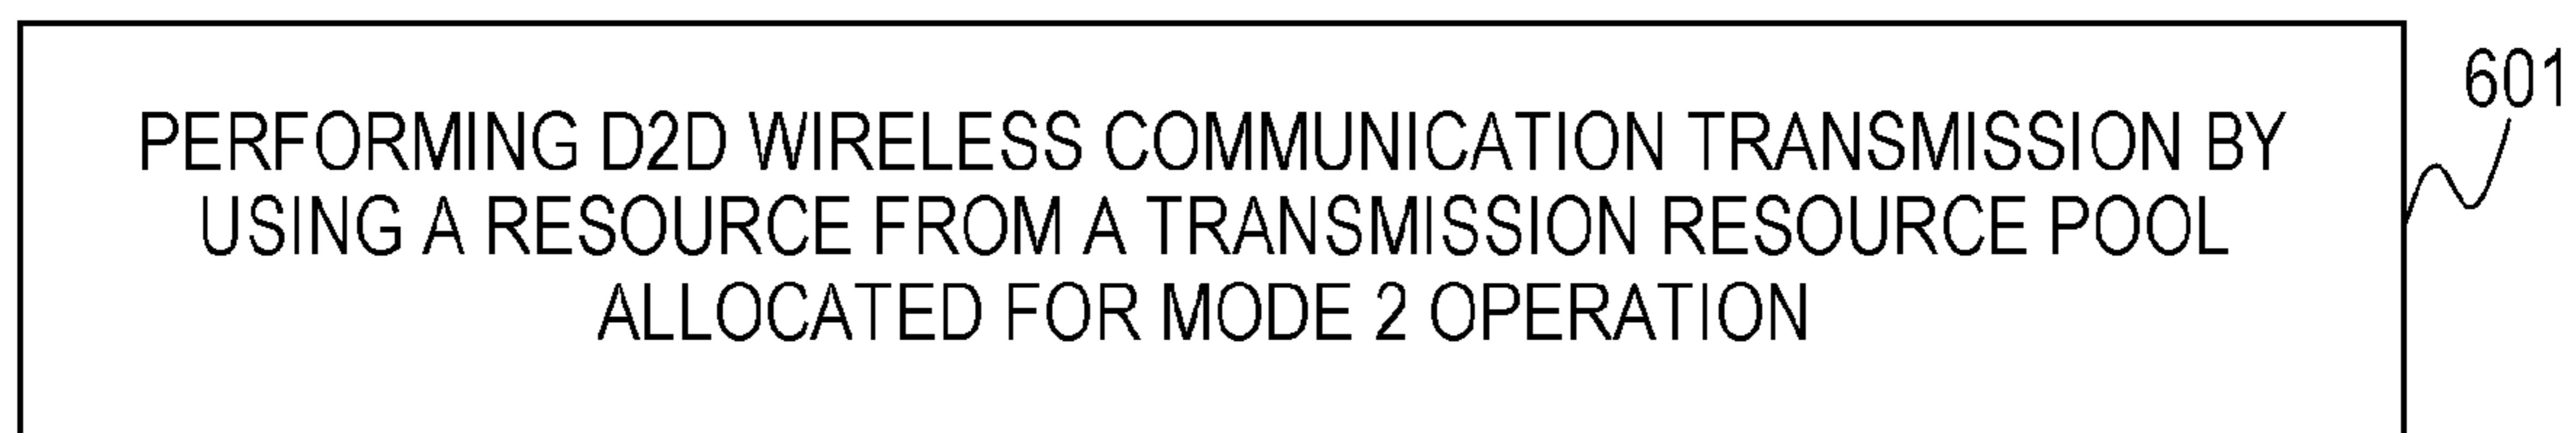 601
PERFORMING D2D WIRELESS COMMUNICATION TRANSMISSION BY
USING A RESOURCE FROM A TRANSMISSION RESOURCE POOL
ALLOCATED FOR MODE 2 OPERATION